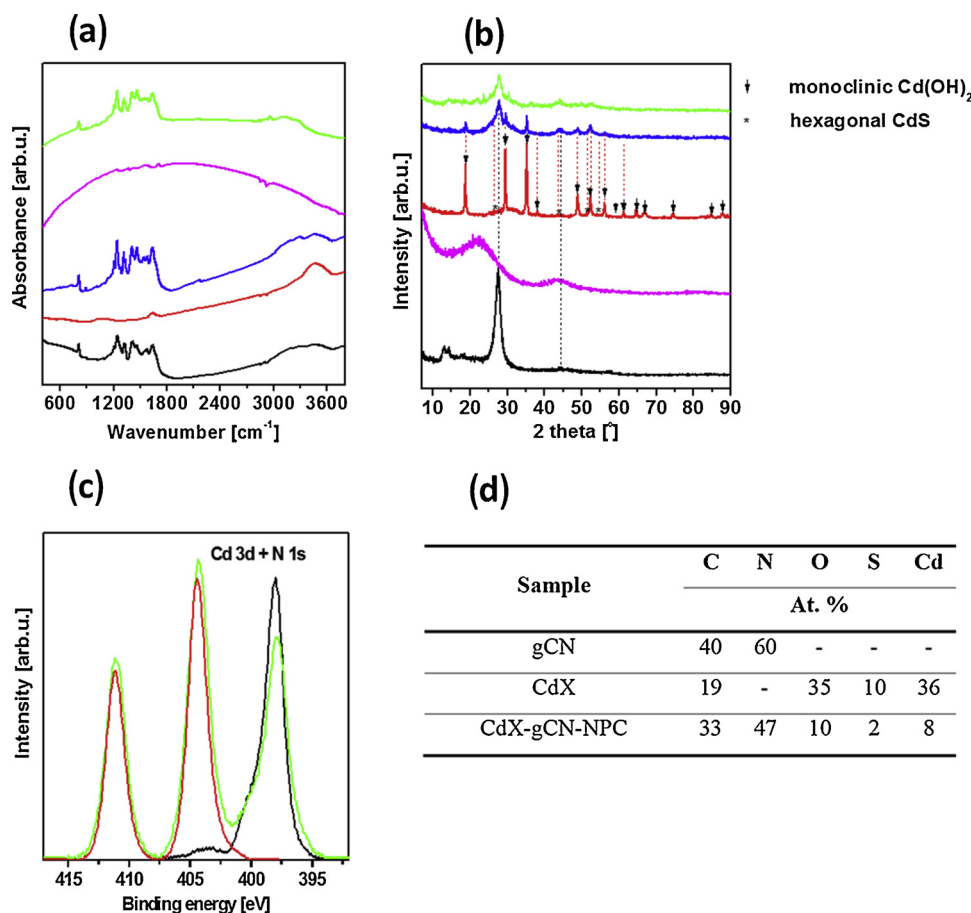 (a)
Absorbance [arb.u.]
600 1200 1800 2400 3000 3600
Wavenumber [cm⁻¹]
(b)
Intensity [arb.u.]
10 20 30 40 50 60 70 80 90
2 theta [°]
monoclinic Cd(OH)₂
* hexagonal CdS
(c)
Cd 3d + N 1s
Intensity [arb.u.]
415 410 405 400 395
Binding energy [eV]
(d)
Sample C N O S Cd
At. %
gCN 40 60 - - -
CdX 19 - 35 10 36
CdX-gCN-NPC 33 47 10 2 8